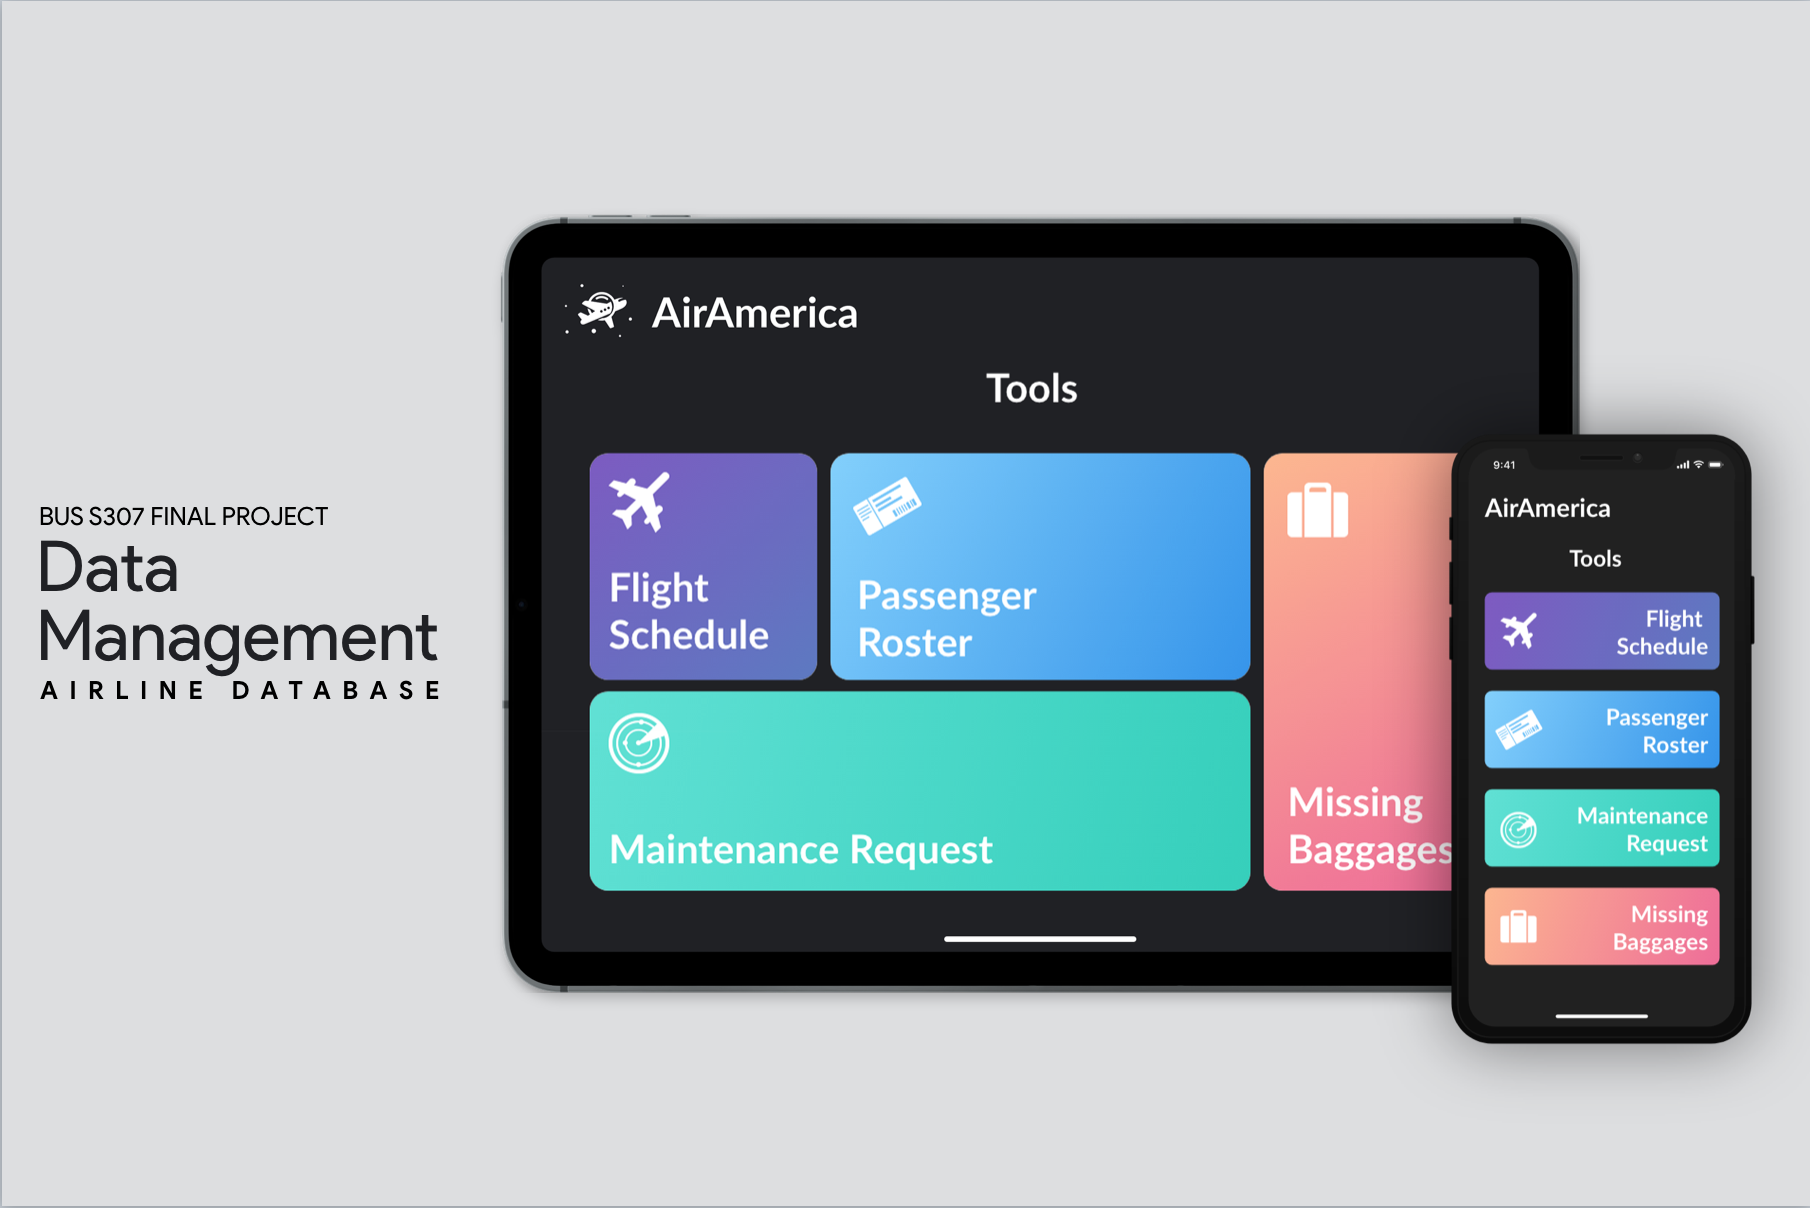 BUS S307 FINAL PROJECT
Data
Management
AIRLINE DATABASE
AirAmerica
Tools
Flight
Schedule
Passenger
Roster
Maintenance Request
Missing
Baggages
9:41
AirAmerica
Tools
Flight
Schedule
Passenger
Roster
Maintenance
Request
Missing
Baggages